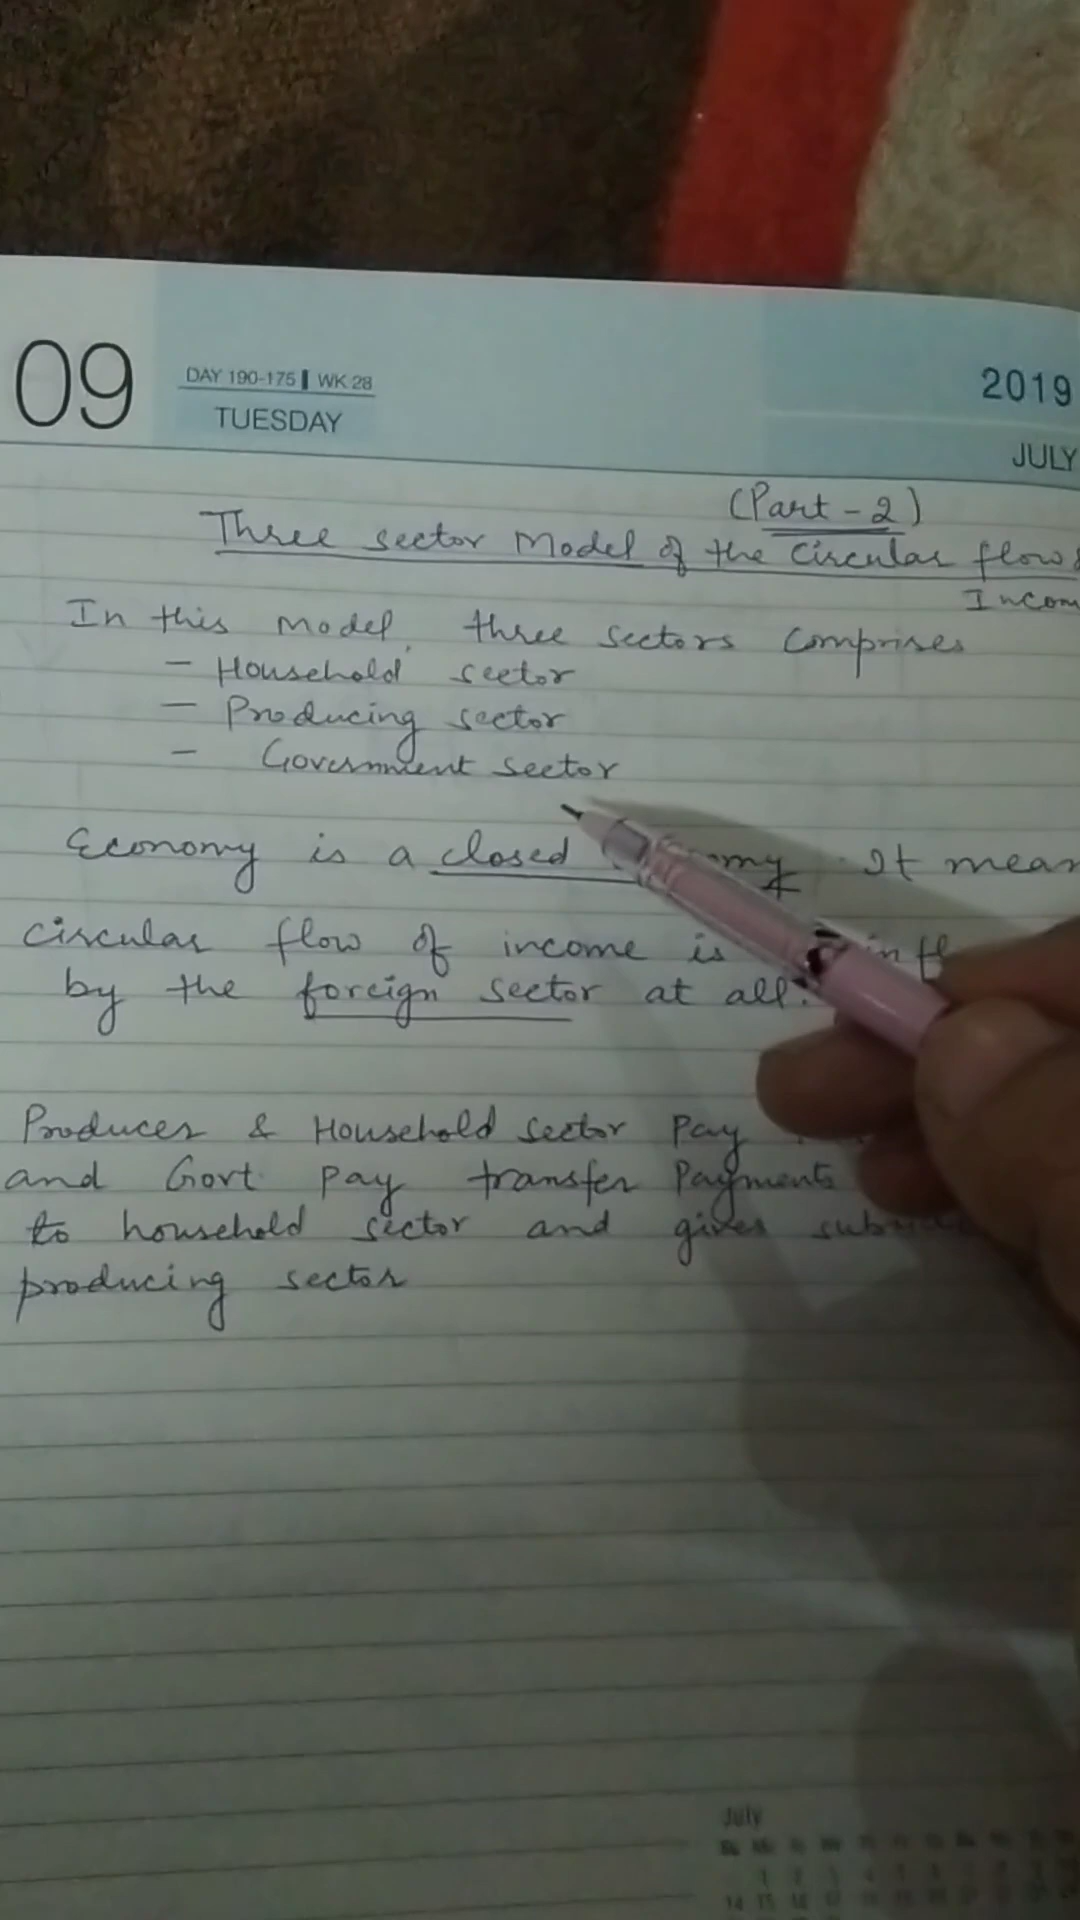 09
DAY 190-175 WK 28
TUESDAY
2019
JULY
(Part - 2)
Three sector Model of the Circular flow
Incom
In this model, three sectors comprises
- Household sector
- Producing sector
- Government sector
Economy is a closed It mean
circular flow of income is
by the foreign sector at all.
Producer & Household sector Pay
and Govt. pay transfer Payments
to household sector and gives
producing sector
July